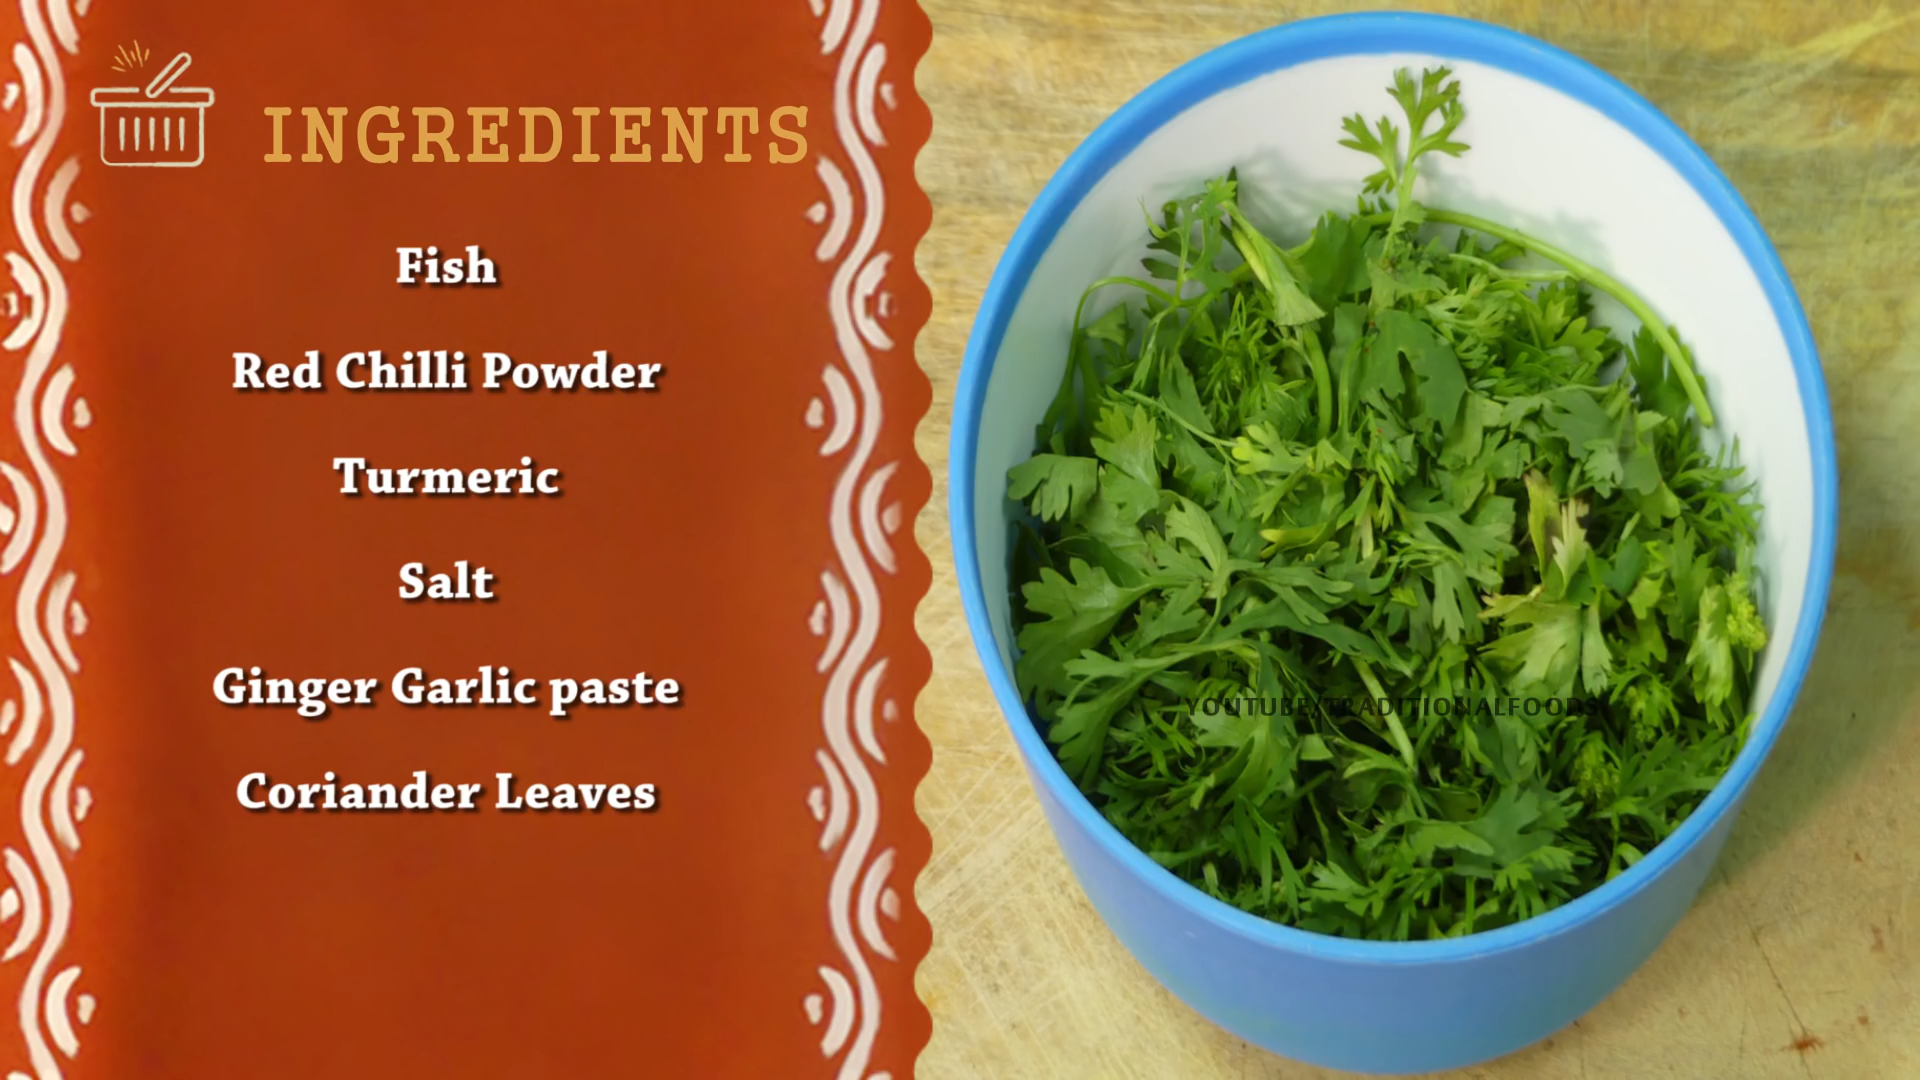 INGREDIENTS
Fish
Red Chilli Powder
Turmeric
Salt
Ginger Garlic paste
Coriander Leaves
YOUTUBE/TRADITIONALFOODS